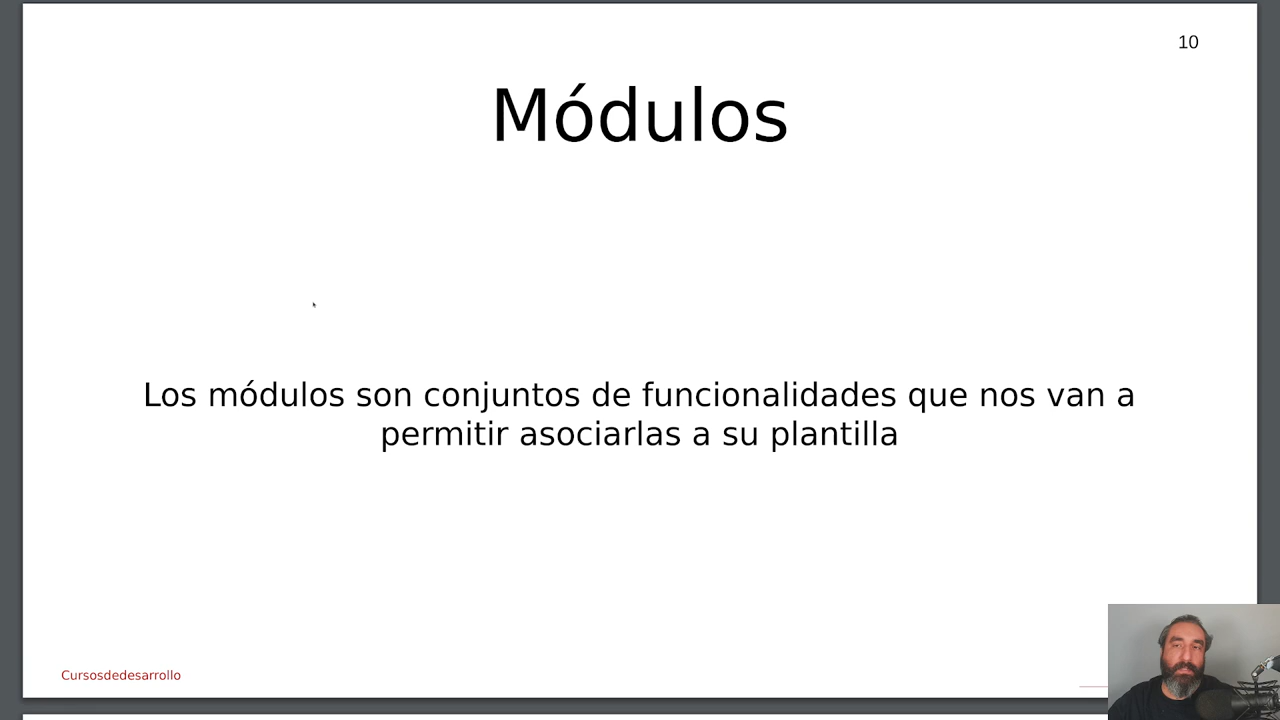 10
Módulos
Los módulos son conjuntos de funcionalidades que nos van a
permitir asociarlas a su plantilla
Cursosdedesarrollo